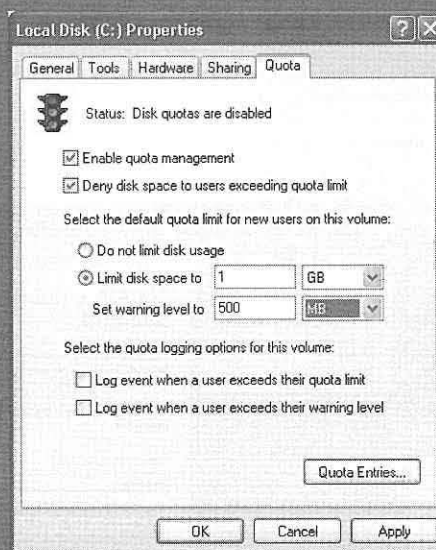 Local Disk (C:) Properties
General Tools Hardware Sharing Quota
Status: Disk quotas are disabled
Enable quota management
Deny disk space to users exceeding quota limit
Select the default quota limit for new users on this volume:
Do not limit disk usage
Limit disk space to 1 GB
Set warning level to 500 MB
Select the quota logging options for this volume:
Log event when a user exceeds their quota limit
Log event when a user exceeds their warning level
Quota Entries...
OK Cancel Apply